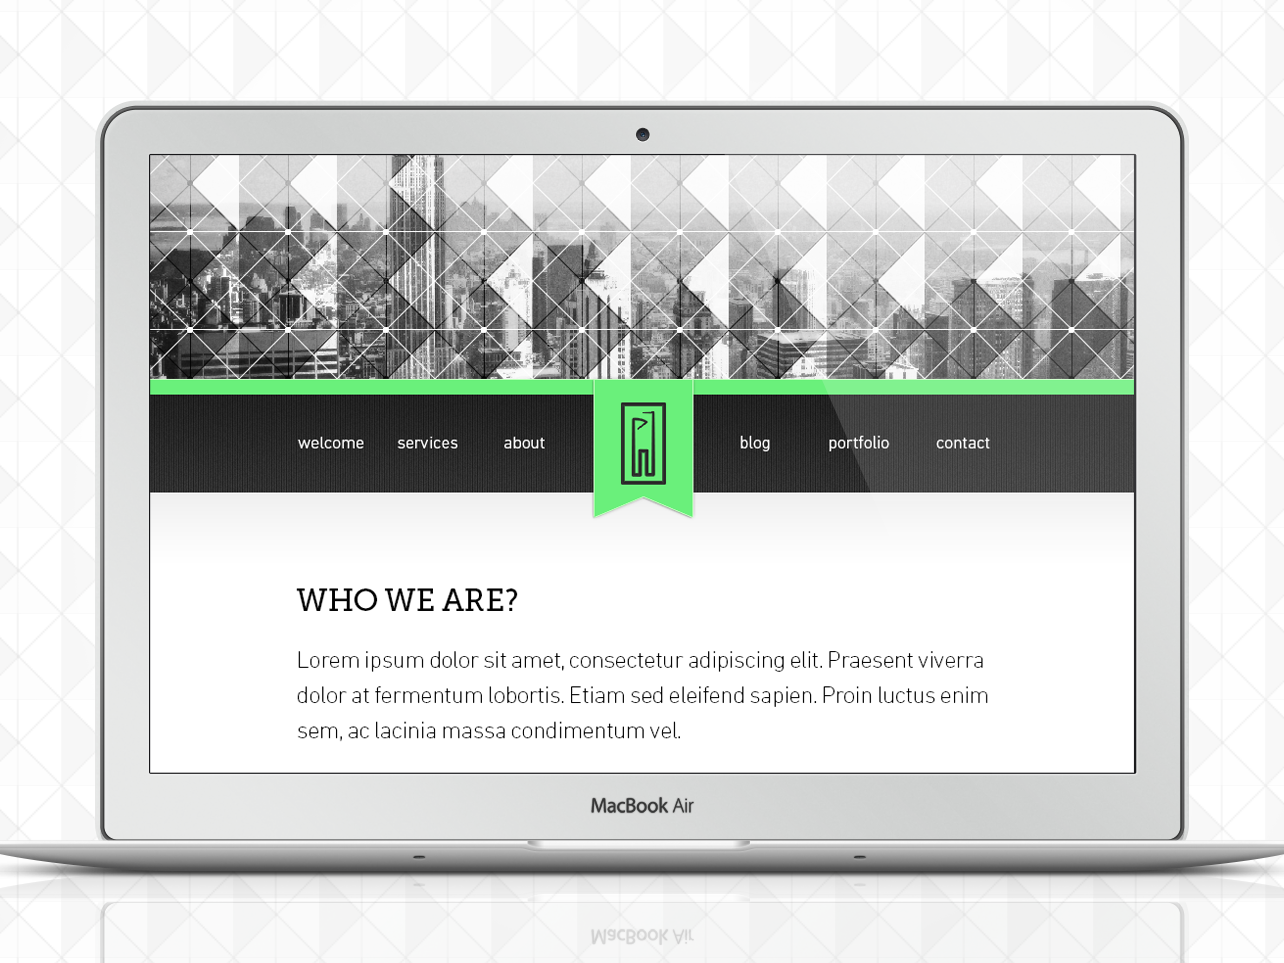 welcome services about blog portfolio contact
WHO WE ARE?
Lorem ipsum dolor sit amet, consectetur adipiscing elit. Praesent viverra
dolor at fermentum lobortis. Etiam sed eleifend sapien. Proin luctus enim
sem, ac lacinia massa condimentum vel.
MacBook Air